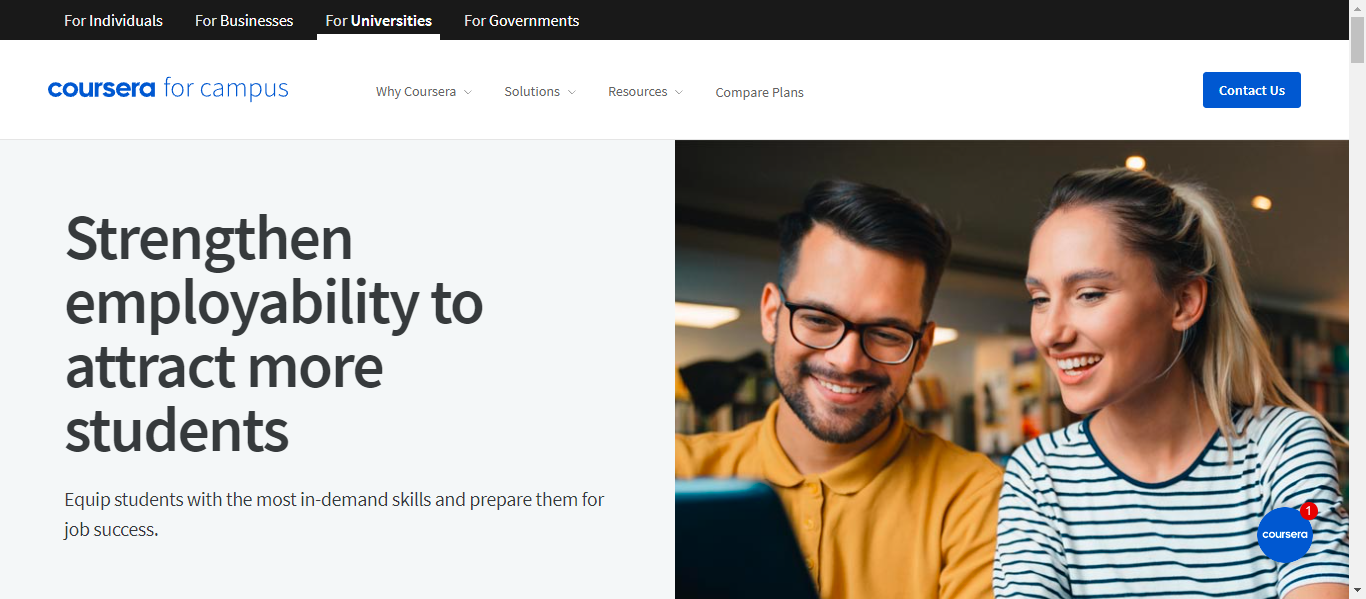 For Individuals For Businesses For Universities For Governments
coursera for campus Why Coursera Solutions Resources Compare Plans Contact Us
Strengthen
employability to
attract more
students
Equip students with the most in-demand skills and prepare them for
job success.
1
coursera